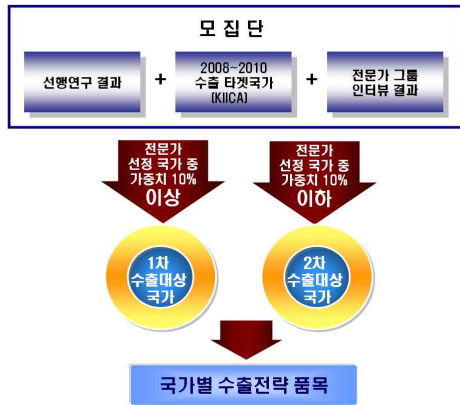 모 집 단
선행연구 결과
+
2008~2010
수출 타겟국가
(KIICA)
+
전문가 그룹
인터뷰 결과
전문가
선정 국가 중
가중치 10%
이상
전문가
선정 국가 중
가중치 10%
이하
1차
수출대상
국가
2차
수출대상
국가
국가별 수출전략 품목